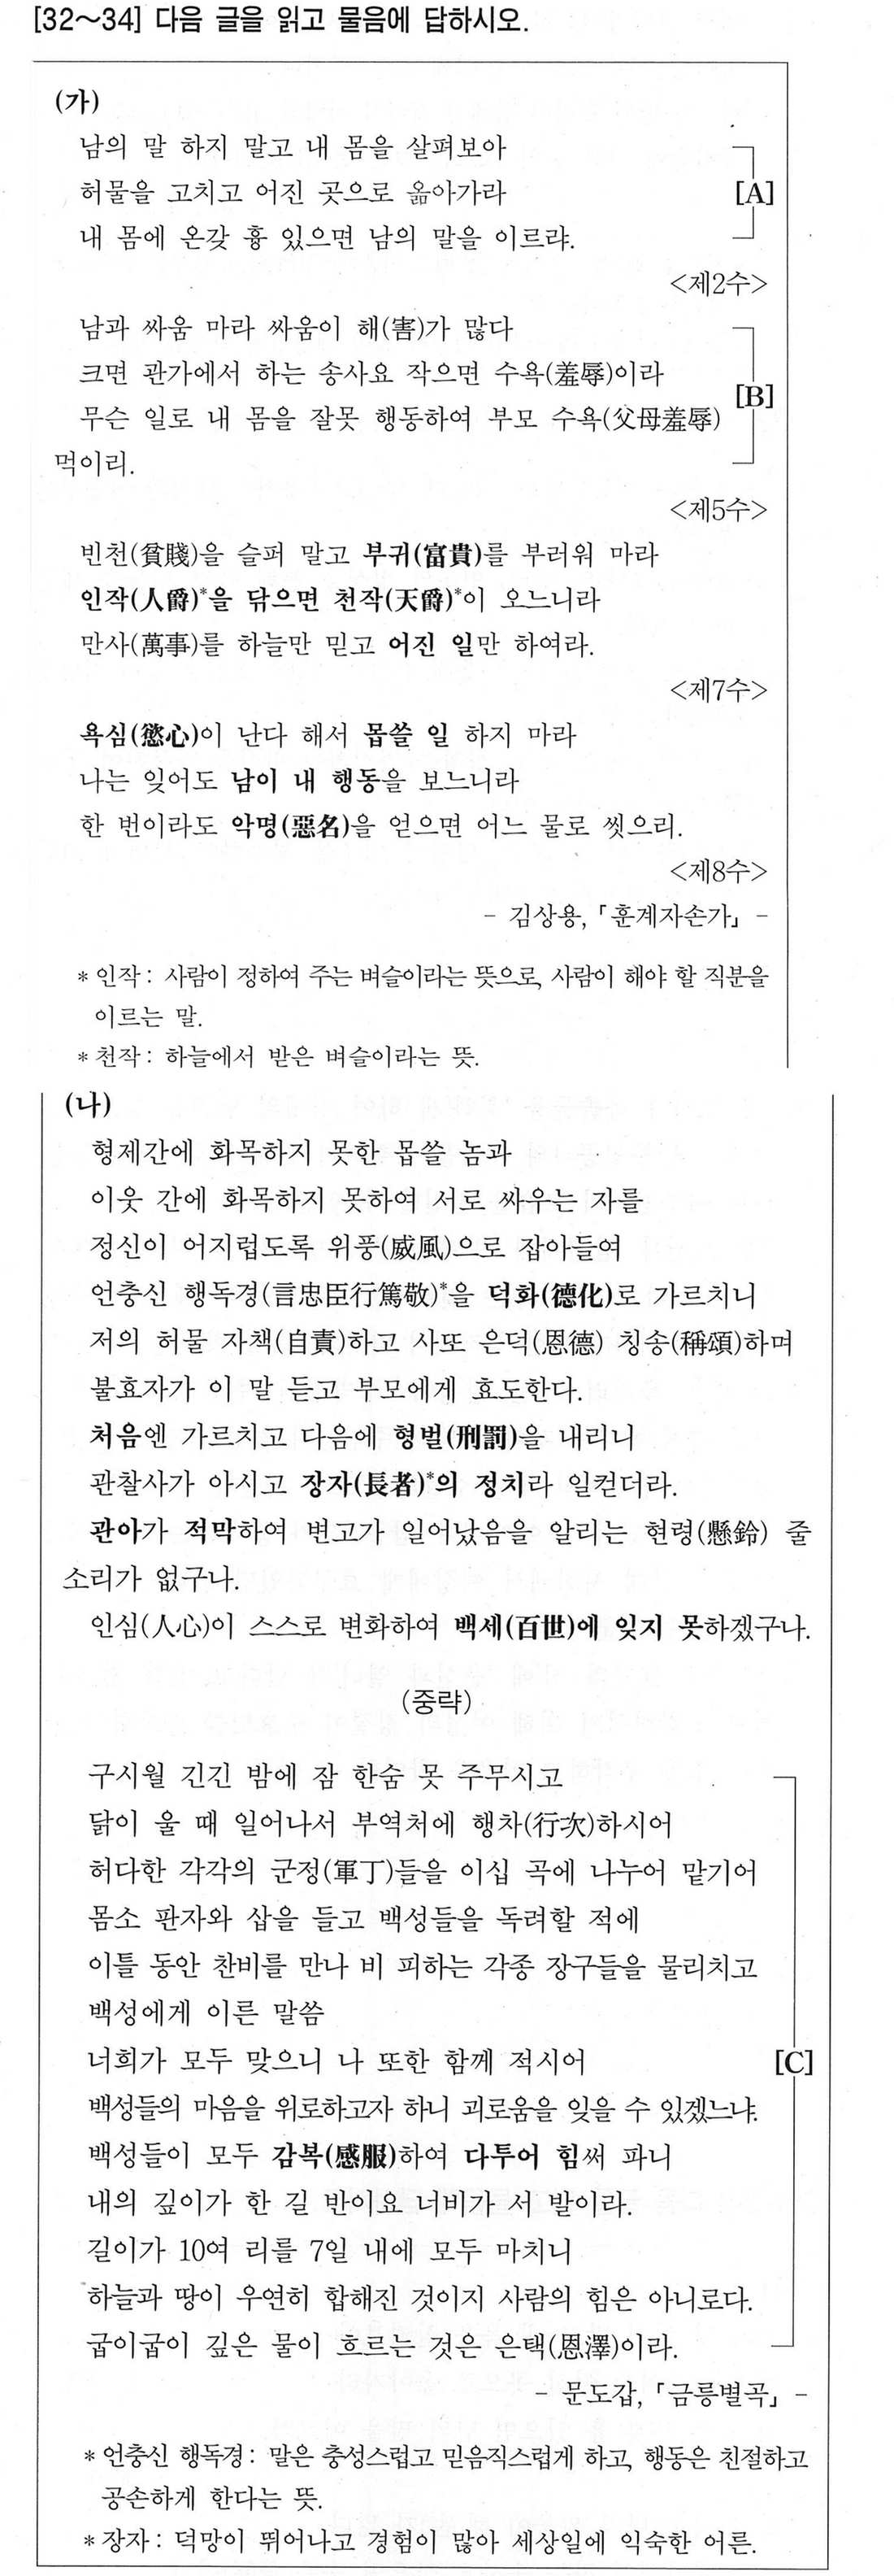 [32～34] 다음 글을 읽고 물음에 답하시오.
(가)
남의 말 하지 말고 내 몸을 살펴보아
허물을 고치고 어진 곳으로 옮아가라
[A]
내 몸에 온갖 흉 있으면 남의 말을 이르랴.
<제2수>
남과 싸움 마라 싸움이 해(害)가 많다
크면 관가에서 하는 송사요 작으면 수욕(羞辱)이라
[B]
무슨 일로 내 몸을 잘못 행동하여 부모 수욕(父母羞辱)
먹이리.
<제5수>
빈천(貧賤)을 슬퍼 말고 부귀(富貴)를 부러워 마라
인작(人爵)*을 닦으면 천작(天爵)*이 오느니라
만사(萬事)를 하늘만 믿고 어진 일만 하여라.
<제7수>
욕심(慾心)이 난다 해서 몹쓸 일 하지 마라
나는 잊어도 남이 내 행동을 보느니라
한 번이라도 악명(惡名)을 얻으면 어느 물로 씻으리.
<제8수>
- 김상용, 「훈계자손가」 -
* 인작 : 사람이 정하여 주는 벼슬이라는 뜻으로, 사람이 해야 할 직분을
이르는 말.
* 천작 : 하늘에서 받은 벼슬이라는 뜻.
(나)
형제간에 화목하지 못한 몹쓸 놈과
이웃 간에 화목하지 못하여 서로 싸우는 자를
정신이 어지럽도록 위풍(威風)으로 잡아들여
언충신 행독경(言忠臣行篤敬)*을 덕화(德化)로 가르치니
저의 허물 자책(自責)하고 사또 은덕(恩德) 칭송(稱頌)하며
불효자가 이 말 듣고 부모에게 효도한다.
처음엔 가르치고 다음에 형벌(刑罰)을 내리니
관찰사가 아시고 장자(長者)*의 정치라 일컫더라.
관아가 적막하여 변고가 일어났음을 알리는 현령(懸鈴) 줄
소리가 없구나.
인심(人心)이 스스로 변화하여 백세(百世)에 잊지 못하겠구나.
(중략)
구시월 긴긴 밤에 잠 한숨 못 주무시고
닭이 울 때 일어나서 부역처에 행차(行次)하시어
허다한 각각의 군정(軍丁)들을 이십 곡에 나누어 맡기어
몸소 판자와 삽을 들고 백성들을 독려할 적에
이틀 동안 찬비를 만나 비 피하는 각종 장구들을 물리치고
백성에게 이른 말씀
너희가 모두 맞으니 나 또한 함께 적시어
[C]
백성들의 마음을 위로하고자 하니 괴로움을 잊을 수 있겠느냐.
백성들이 모두 감복(感服)하여 다투어 힘써 파니
내의 깊이가 한 길 반이요 너비가 서 발이라.
길이가 10여 리를 7일 내에 모두 마치니
하늘과 땅이 우연히 합해진 것이지 사람의 힘은 아니로다.
굽이굽이 깊은 물이 흐르는 것은 은택(恩澤)이라.
- 문도갑, 「금릉별곡」 -
* 언충신 행독경 : 말은 충성스럽고 믿음직스럽게 하고, 행동은 친절하고
공손하게 한다는 뜻.
* 장자 : 덕망이 뛰어나고 경험이 많아 세상일에 익숙한 어른.